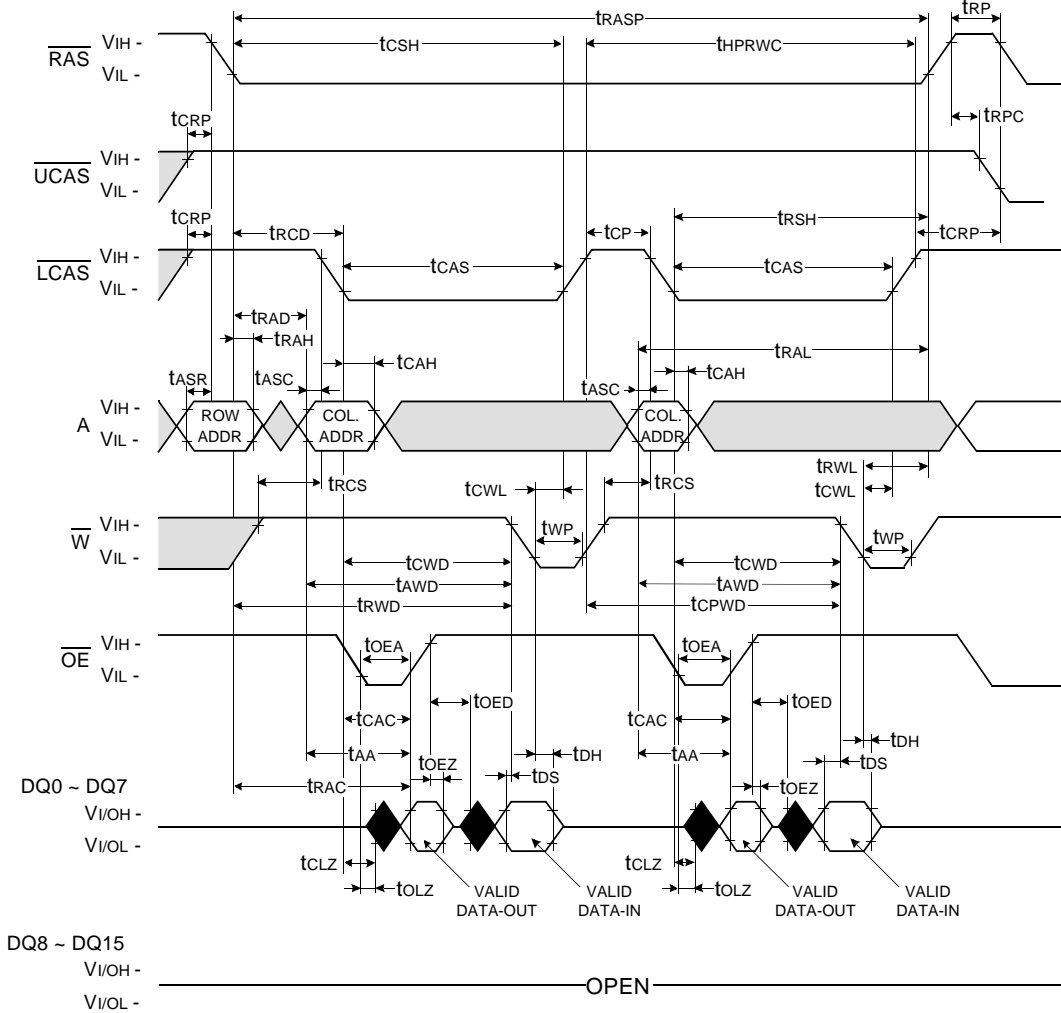 tRASP
tRP
RAS
VIH -
VIL -
tCSH
tHPRWC
tCRP
tRPC
UCAS
VIH -
VIL -
tCRP
tRCD
tCP
tRSH
tCRP
LCAS
VIH -
VIL -
tCAS
tCAS
tRAD
tRAH
tCAH
tRAL
tASR
tASC
tASC
tCAH
A
VIH -
VIL -
ROW
ADDR
COL.
ADDR
COL.
ADDR
tRCS
tCWL
tRCS
tRWL
tCWL
W
VIH -
VIL -
tWP
tWP
tCWD
tCWD
tAWD
tAWD
tRWD
tCPWD
OE
VIH -
VIL -
tOEA
tOEA
tOED
tOED
tCAC
tCAC
tAA
tDH
tAA
tDH
tOEZ
tDS
tDS
tRAC
tOEZ
DQ0 ~ DQ7
VI/OH -
VI/OL -
tCLZ
tCLZ
tOLZ
tOLZ
VALID
DATA-OUT
VALID
DATA-IN
VALID
DATA-OUT
VALID
DATA-IN
DQ8 ~ DQ15
VI/OH -
VI/OL -
OPEN